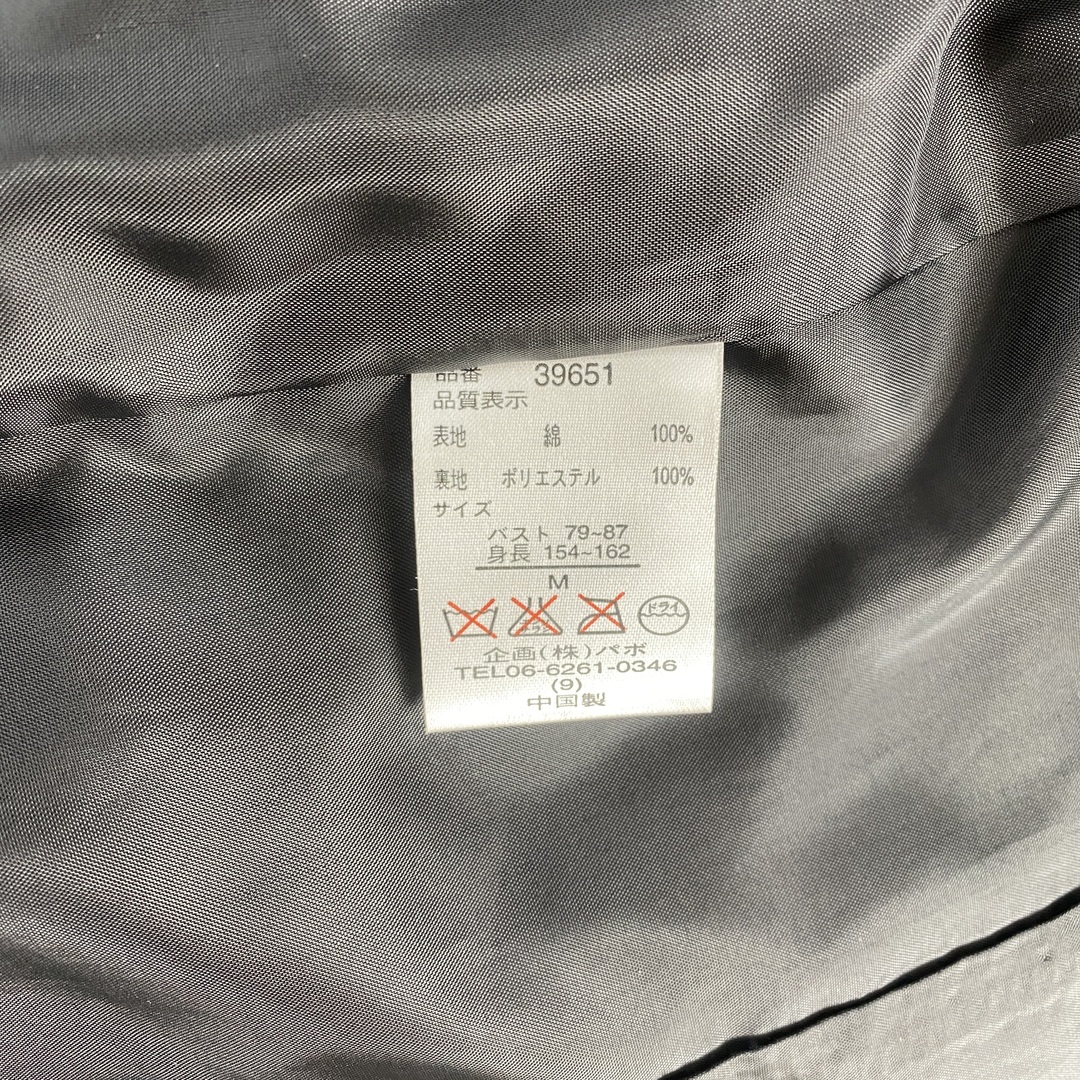 品番 39651
品質表示
表地 綿 100%
裏地 ポリエステル 100%
サイズ
バスト 79~87
身長 154~162
M
ドライ
企画(株)パボ
TEL06-6261-0346
(9)
中国製